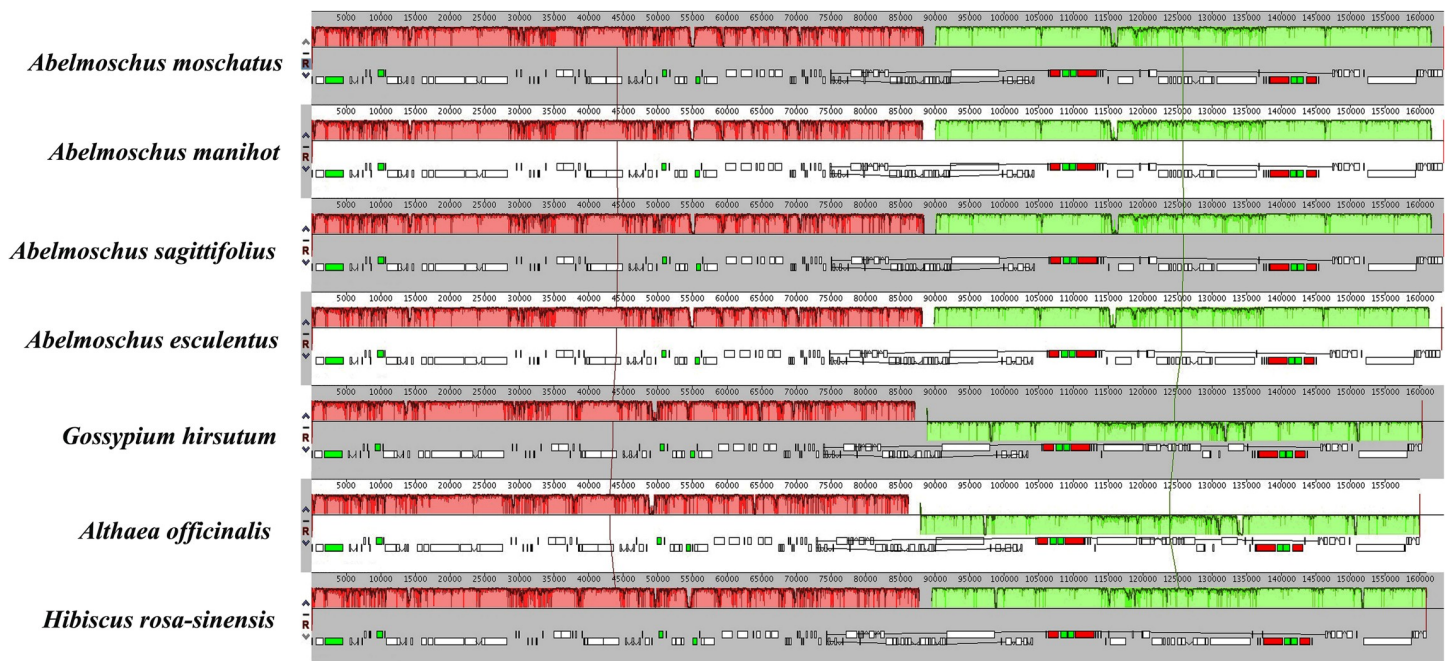 5000 10000 15000 20000 25000 30000 35000 40000 45000 50000 55000 60000 65000 70000 75000 80000 85000 90000 95000 100000 105000 110000 115000 120000 125000 130000 135000 140000 145000 150000 155000 160000
Abelmoschus moschatus
R
5000 10000 15000 20000 25000 30000 35000 40000 45000 50000 55000 60000 65000 70000 75000 80000 85000 90000 95000 100000 105000 110000 115000 120000 125000 130000 135000 140000 145000 150000 155000 160000
Abelmoschus manihot
R
5000 10000 15000 20000 25000 30000 35000 40000 45000 50000 55000 60000 65000 70000 75000 80000 85000 90000 95000 100000 105000 110000 115000 120000 125000 130000 135000 140000 145000 150000 155000 160000
Abelmoschus sagittifolius
R
5000 10000 15000 20000 25000 30000 35000 40000 45000 50000 55000 60000 65000 70000 75000 80000 85000 90000 95000 100000 105000 110000 115000 120000 125000 130000 135000 140000 145000 150000 155000 160000
Abelmoschus esculentus
R
5000 10000 15000 20000 25000 30000 35000 40000 45000 50000 55000 60000 65000 70000 75000 80000 85000 90000 95000 100000 105000 110000 115000 120000 125000 130000 135000 140000 145000 150000 155000 160000
Gossypium hirsutum
R
5000 10000 15000 20000 25000 30000 35000 40000 45000 50000 55000 60000 65000 70000 75000 80000 85000 90000 95000 100000 105000 110000 115000 120000 125000 130000 135000 140000 145000 150000 155000
Althaea officinalis
R
5000 10000 15000 20000 25000 30000 35000 40000 45000 50000 55000 60000 65000 70000 75000 80000 85000 90000 95000 100000 105000 110000 115000 120000 125000 130000 135000 140000 145000 150000 155000 160000
Hibiscus rosa-sinensis
R